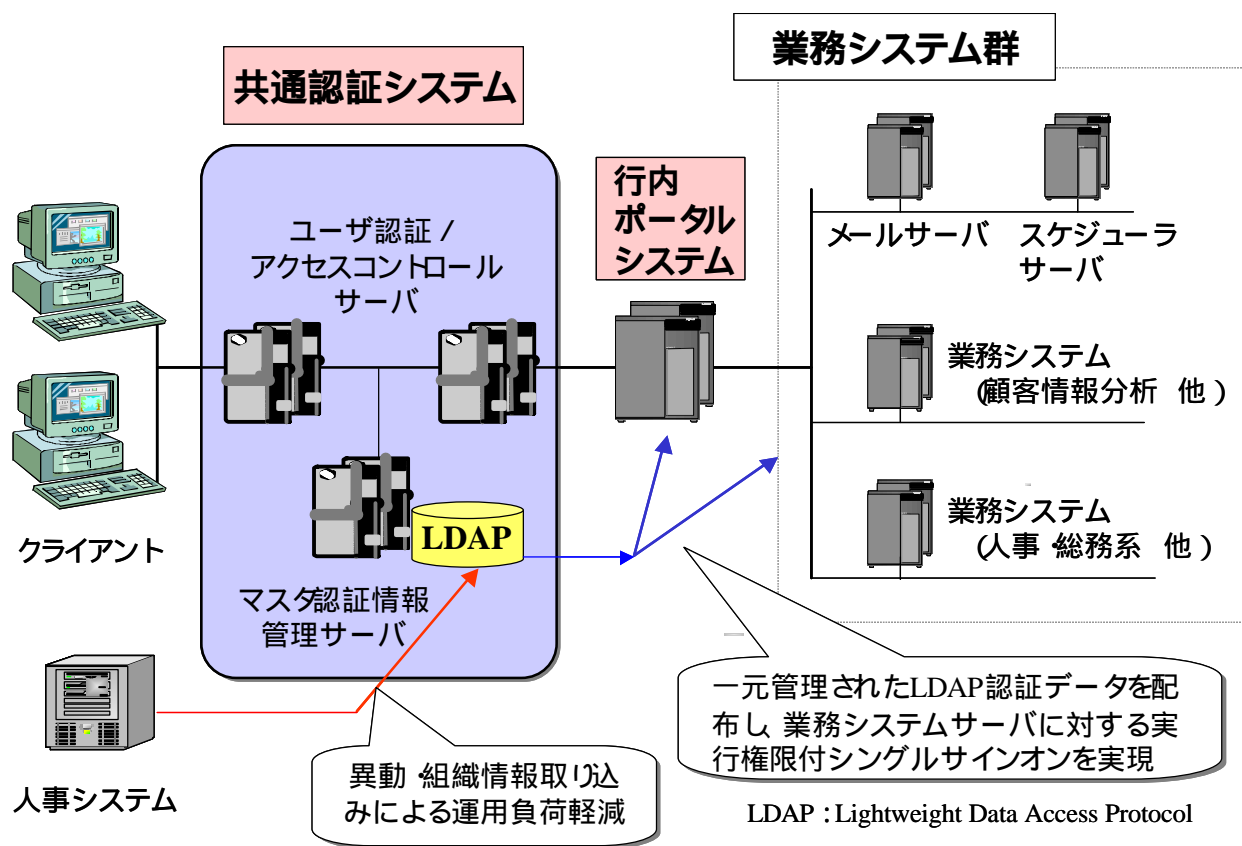 業務システム群
共通認証システム
行内
ポータル
システム
ユーザ認証 /
アクセスコントロール
サーバ
メールサーバ
スケジューラ
サーバ
業務システム
(顧客情報分析 他 )
業務システム
(人事・総務系 他 )
クライアント
LDAP
マスタ認証情報
管理サーバ
人事システム
異動・組織情報取り込
みによる運用負荷軽減
一元管理されたLDAP認証データを配
布し、業務システムサーバに対する実
行権限付シングルサインオンを実現
LDAP : Lightweight Data Access Protocol